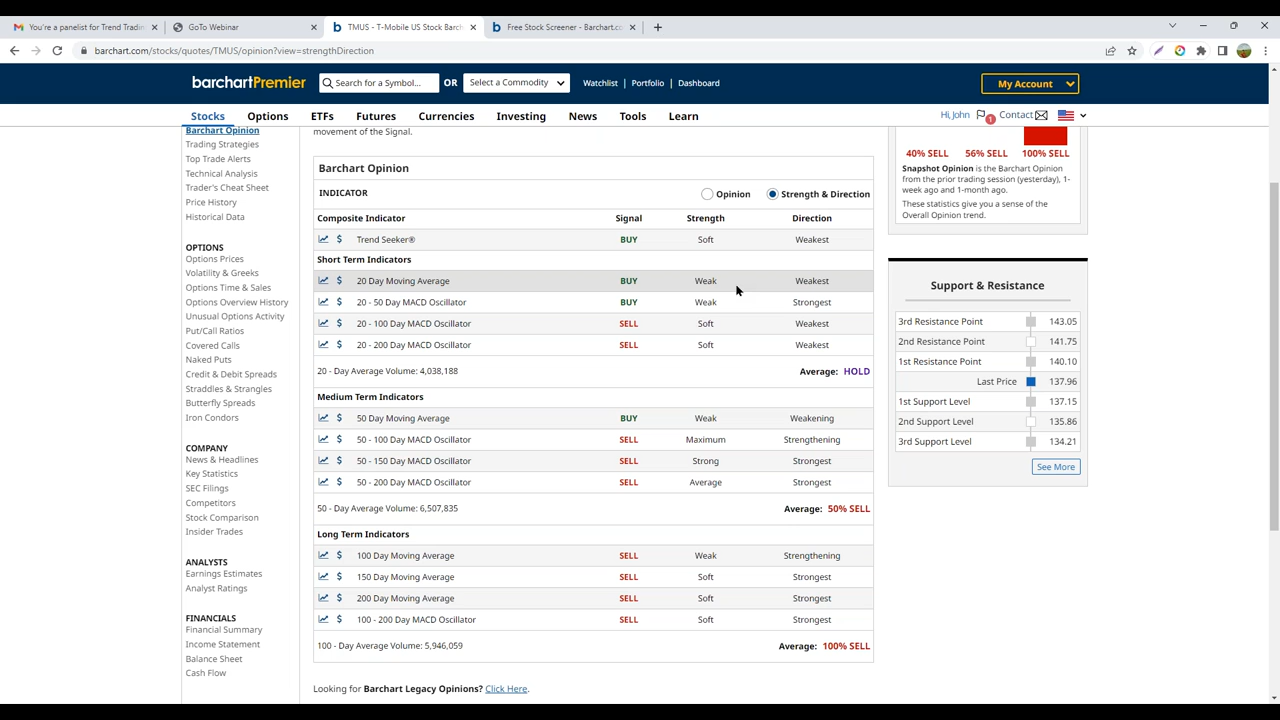 You're a panelist for Trend Tradin
GoTo Webinar
TMUS - T-Mobile US Stock Barch
Free Stock Screener - Barchart.co
barchart.com/stocks/quotes/TMUS/opinion?view=strengthDirection
barchartPremier
Search for a Symbol...
OR
Select a Commodity
Watchlist | Portfolio | Dashboard
My Account
Stocks Options ETFs Futures Currencies Investing News Tools Learn
Hi, John
1
Contact
Barchart Opinion
Trading Strategies
Top Trade Alerts
Technical Analysis
Trader's Cheat Sheet
Price History
Historical Data
OPTIONS
Options Prices
Volatility & Greeks
Options Time & Sales
Options Overview History
Unusual Options Activity
Put/Call Ratios
Covered Calls
Naked Puts
Credit & Debit Spreads
Straddles & Strangles
Butterfly Spreads
Iron Condors
COMPANY
News & Headlines
Key Statistics
SEC Filings
Competitors
Stock Comparison
Insider Trades
ANALYSTS
Earnings Estimates
Analyst Ratings
FINANCIALS
Financial Summary
Income Statement
Balance Sheet
Cash Flow
movement of the Signal.
Barchart Opinion
INDICATOR Opinion Strength & Direction
Composite Indicator Signal Strength Direction
$ Trend Seeker® BUY Soft Weakest
Short Term Indicators
$ 20 Day Moving Average BUY Weak Weakest
$ 20 - 50 Day MACD Oscillator BUY Weak Strongest
$ 20 - 100 Day MACD Oscillator SELL Soft Weakest
$ 20 - 200 Day MACD Oscillator SELL Soft Weakest
20 - Day Average Volume: 4,038,188 Average: HOLD
Medium Term Indicators
$ 50 Day Moving Average BUY Weak Weakening
$ 50 - 100 Day MACD Oscillator SELL Maximum Strengthening
$ 50 - 150 Day MACD Oscillator SELL Strong Strongest
$ 50 - 200 Day MACD Oscillator SELL Average Strongest
50 - Day Average Volume: 6,507,835 Average: 50% SELL
Long Term Indicators
$ 100 Day Moving Average SELL Weak Strengthening
$ 150 Day Moving Average SELL Soft Strongest
$ 200 Day Moving Average SELL Soft Strongest
$ 100 - 200 Day MACD Oscillator SELL Soft Strongest
100 - Day Average Volume: 5,946,059 Average: 100% SELL
Looking for Barchart Legacy Opinions? Click Here.
40% SELL 56% SELL 100% SELL
Snapshot Opinion is the Barchart Opinion
from the prior trading session (yesterday), 1-
week ago and 1-month ago.
These statistics give you a sense of the
Overall Opinion trend.
Support & Resistance
3rd Resistance Point 143.05
2nd Resistance Point 141.75
1st Resistance Point 140.10
Last Price 137.96
1st Support Level 137.15
2nd Support Level 135.86
3rd Support Level 134.21
See More